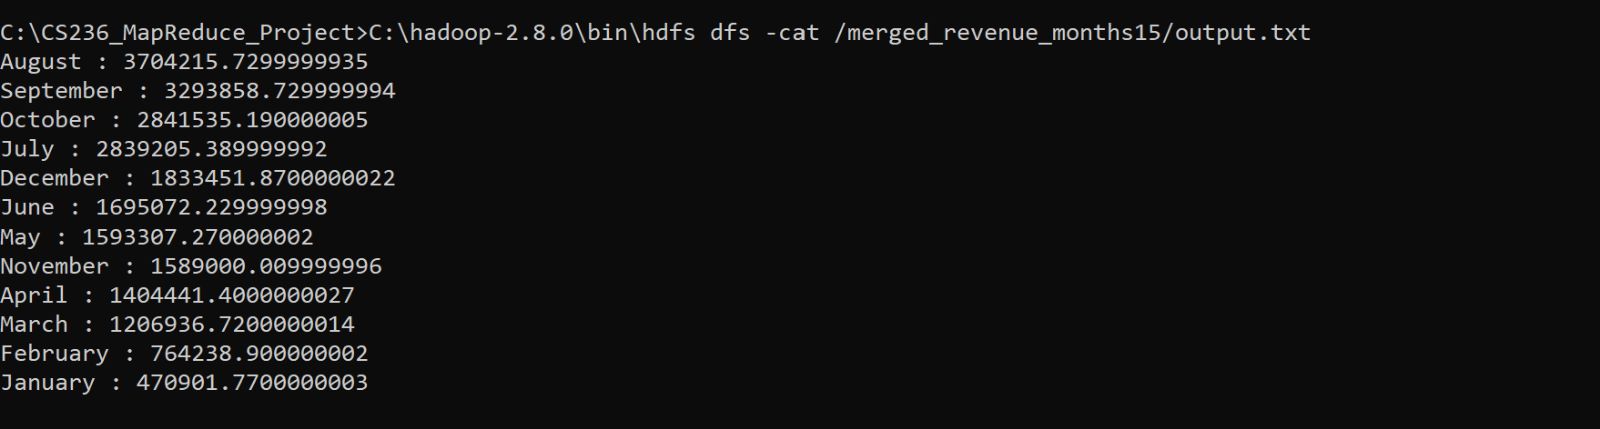 C:\CS236_MapReduce_Project>C:\hadoop-2.8.0\bin\hdfs dfs -cat /merged_revenue_months15/output.txt
August : 3704215.7299999935
September : 3293858.729999994
October : 2841535.190000005
July : 2839205.389999992
December : 1833451.8700000022
June : 1695072.229999998
May : 1593307.270000002
November : 1589000.009999996
April : 1404441.4000000027
March : 1206936.7200000014
February : 764238.900000002
January : 470901.7700000003